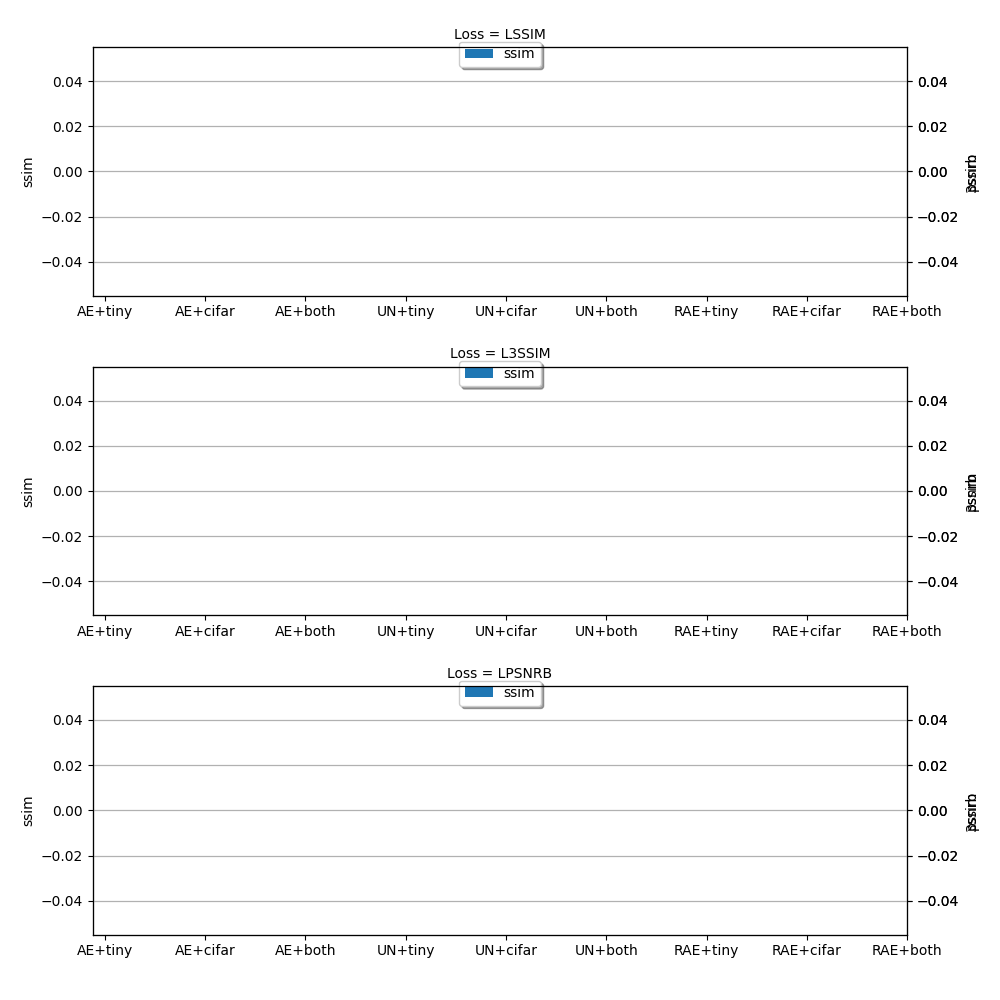 Loss = LSSIM
ssim
0.04 0.04
0.02 0.02
0.00 0.00
−0.02 −0.02
−0.04 −0.04
ssim
AE+tiny AE+cifar AE+both UN+tiny UN+cifar UN+both RAE+tiny RAE+cifar RAE+both
Loss = L3SSIM
ssim
0.04 0.04
0.02 0.02
0.00 0.00
−0.02 −0.02
−0.04 −0.04
ssim
AE+tiny AE+cifar AE+both UN+tiny UN+cifar UN+both RAE+tiny RAE+cifar RAE+both
Loss = LPSNRB
ssim
0.04 0.04
0.02 0.02
0.00 0.00
−0.02 −0.02
−0.04 −0.04
ssim
AE+tiny AE+cifar AE+both UN+tiny UN+cifar UN+both RAE+tiny RAE+cifar RAE+both